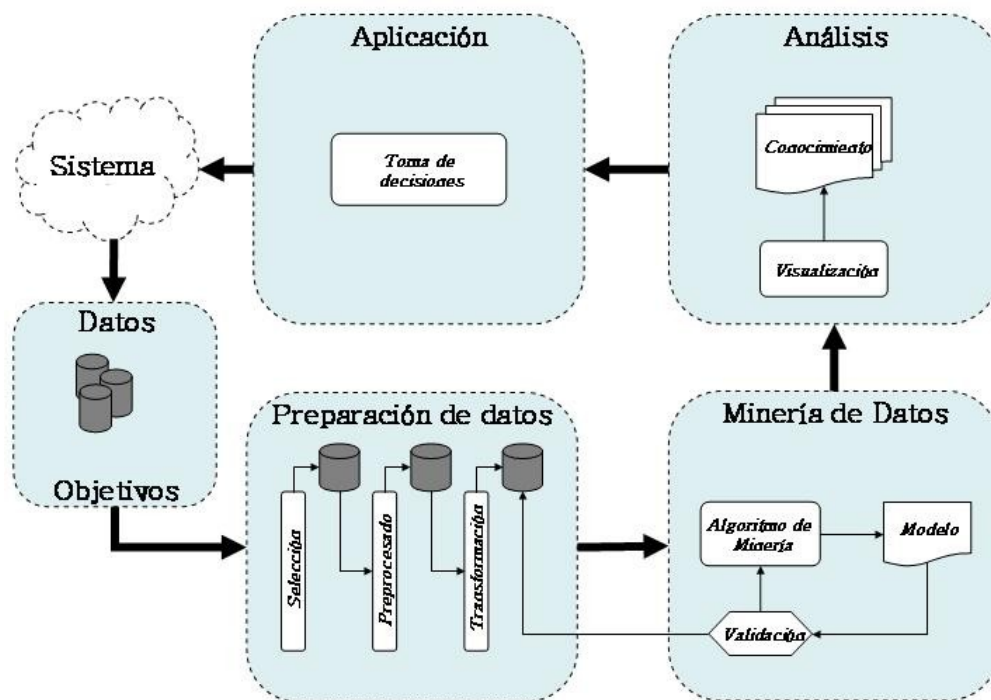 Aplicación
Análisis
Sistema
Toma de
decisiones
Conocimiento
Visualización
Datos
Objetivos
Preparación de datos
Selección
Preprocesado
Transformación
Minería de Datos
Algoritmo de
Minería
Modelo
Validación